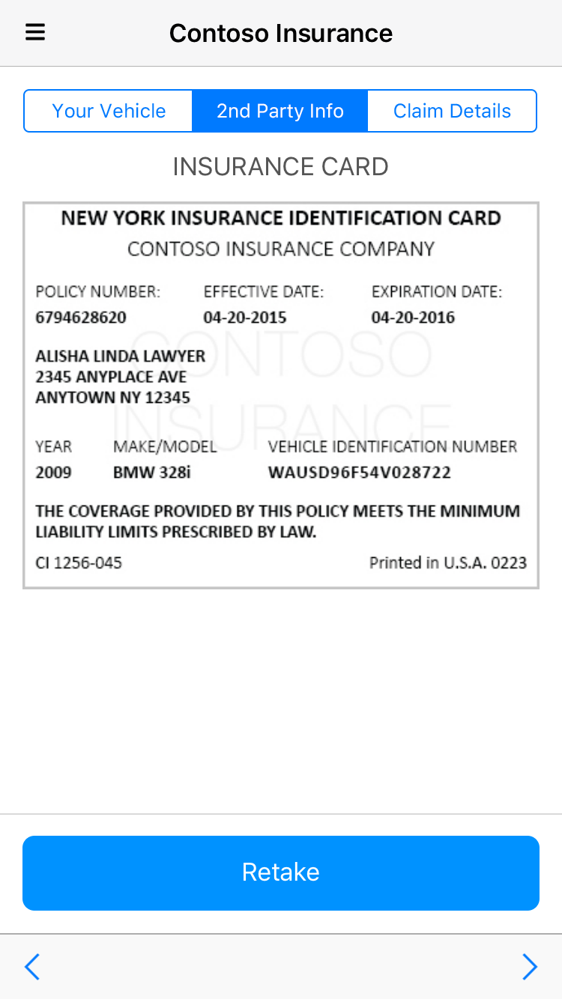 Contoso Insurance
Your Vehicle 2nd Party Info Claim Details
INSURANCE CARD
NEW YORK INSURANCE IDENTIFICATION CARD
CONTOSO INSURANCE COMPANY
POLICY NUMBER: EFFECTIVE DATE: EXPIRATION DATE:
6794628620 04-20-2015 04-20-2016
CONTOSO
ALISHA LINDA LAWYER
2345 ANYPLACE AVE
ANYTOWN NY 12345
INSURANCE
YEAR MAKE/MODEL VEHICLE IDENTIFICATION NUMBER
2009 BMW 328i WAUSD96F54V028722
THE COVERAGE PROVIDED BY THIS POLICY MEETS THE MINIMUM
LIABILITY LIMITS PRESCRIBED BY LAW.
CI 1256-045 Printed in U.S.A. 0223
Retake